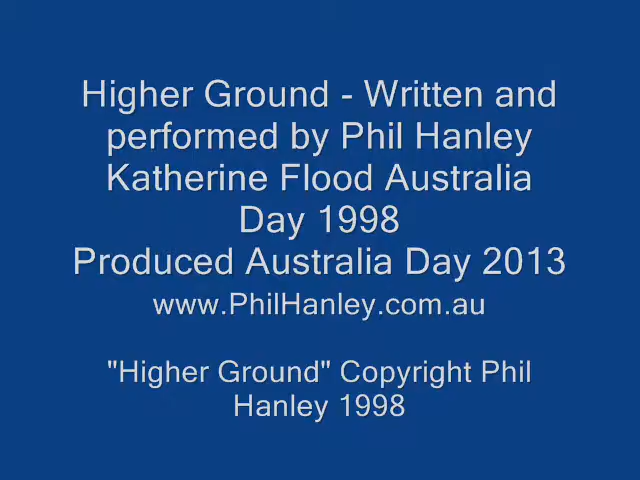 Higher Ground - Written and
performed by Phil Hanley
Katherine Flood Australia
Day 1998
Produced Australia Day 2013
www.PhilHanley.com.au
"Higher Ground" Copyright Phil
Hanley 1998